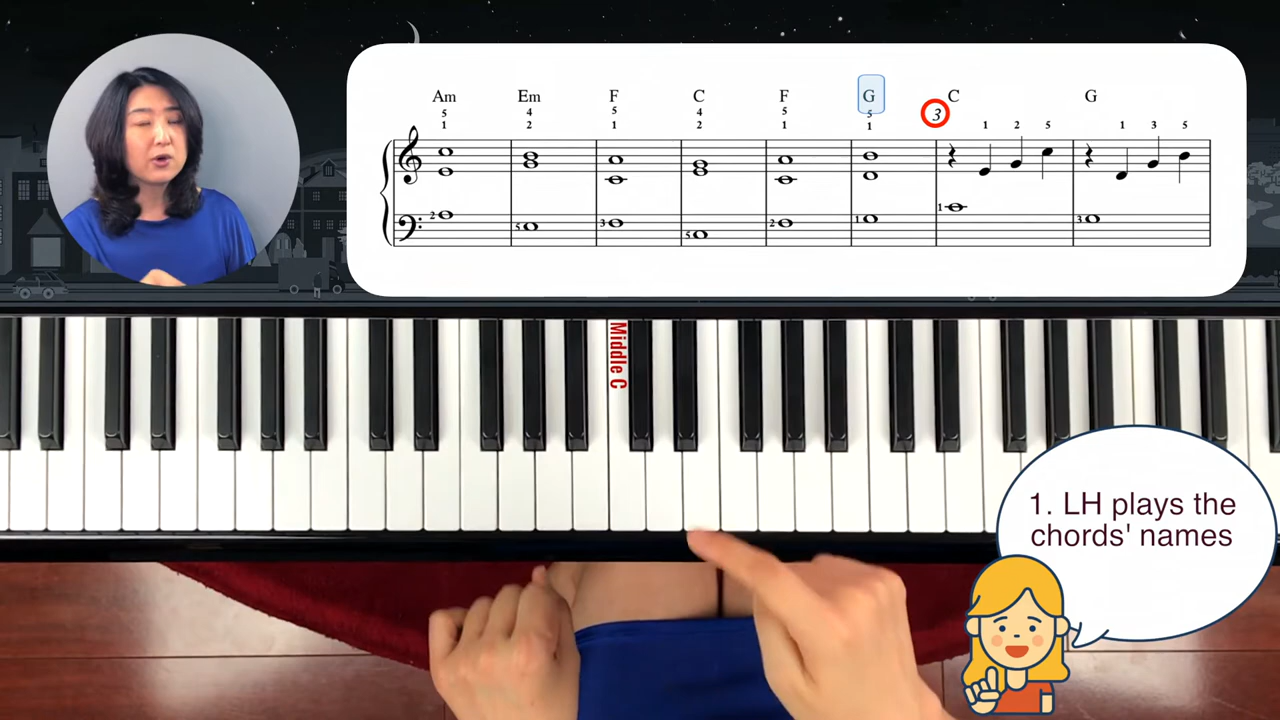 Am Em F C F G C G
5 4 5 4 5 5 3
1 2 1 2 1 1 1 2 5 1 3 5
2 5 3 5 2 1 1 3
Middle C
1. LH plays the
chords' names